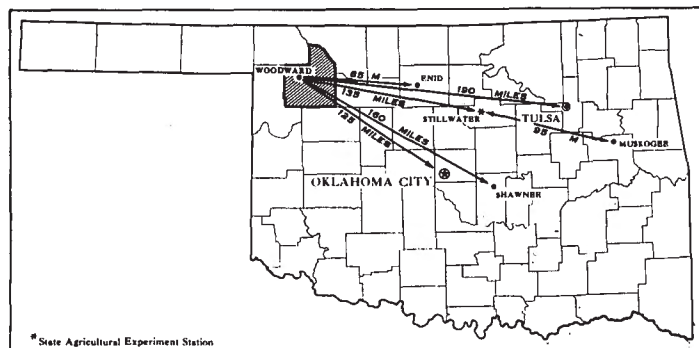 WOODWARD
85 M
ENID
190 MILES
135 MILES
STILLWATER
TULSA
95 M
MUSKOGEE
160 MILES
125 MILES
OKLAHOMA CITY
SHAWNEE
* State Agricultural Experiment Station